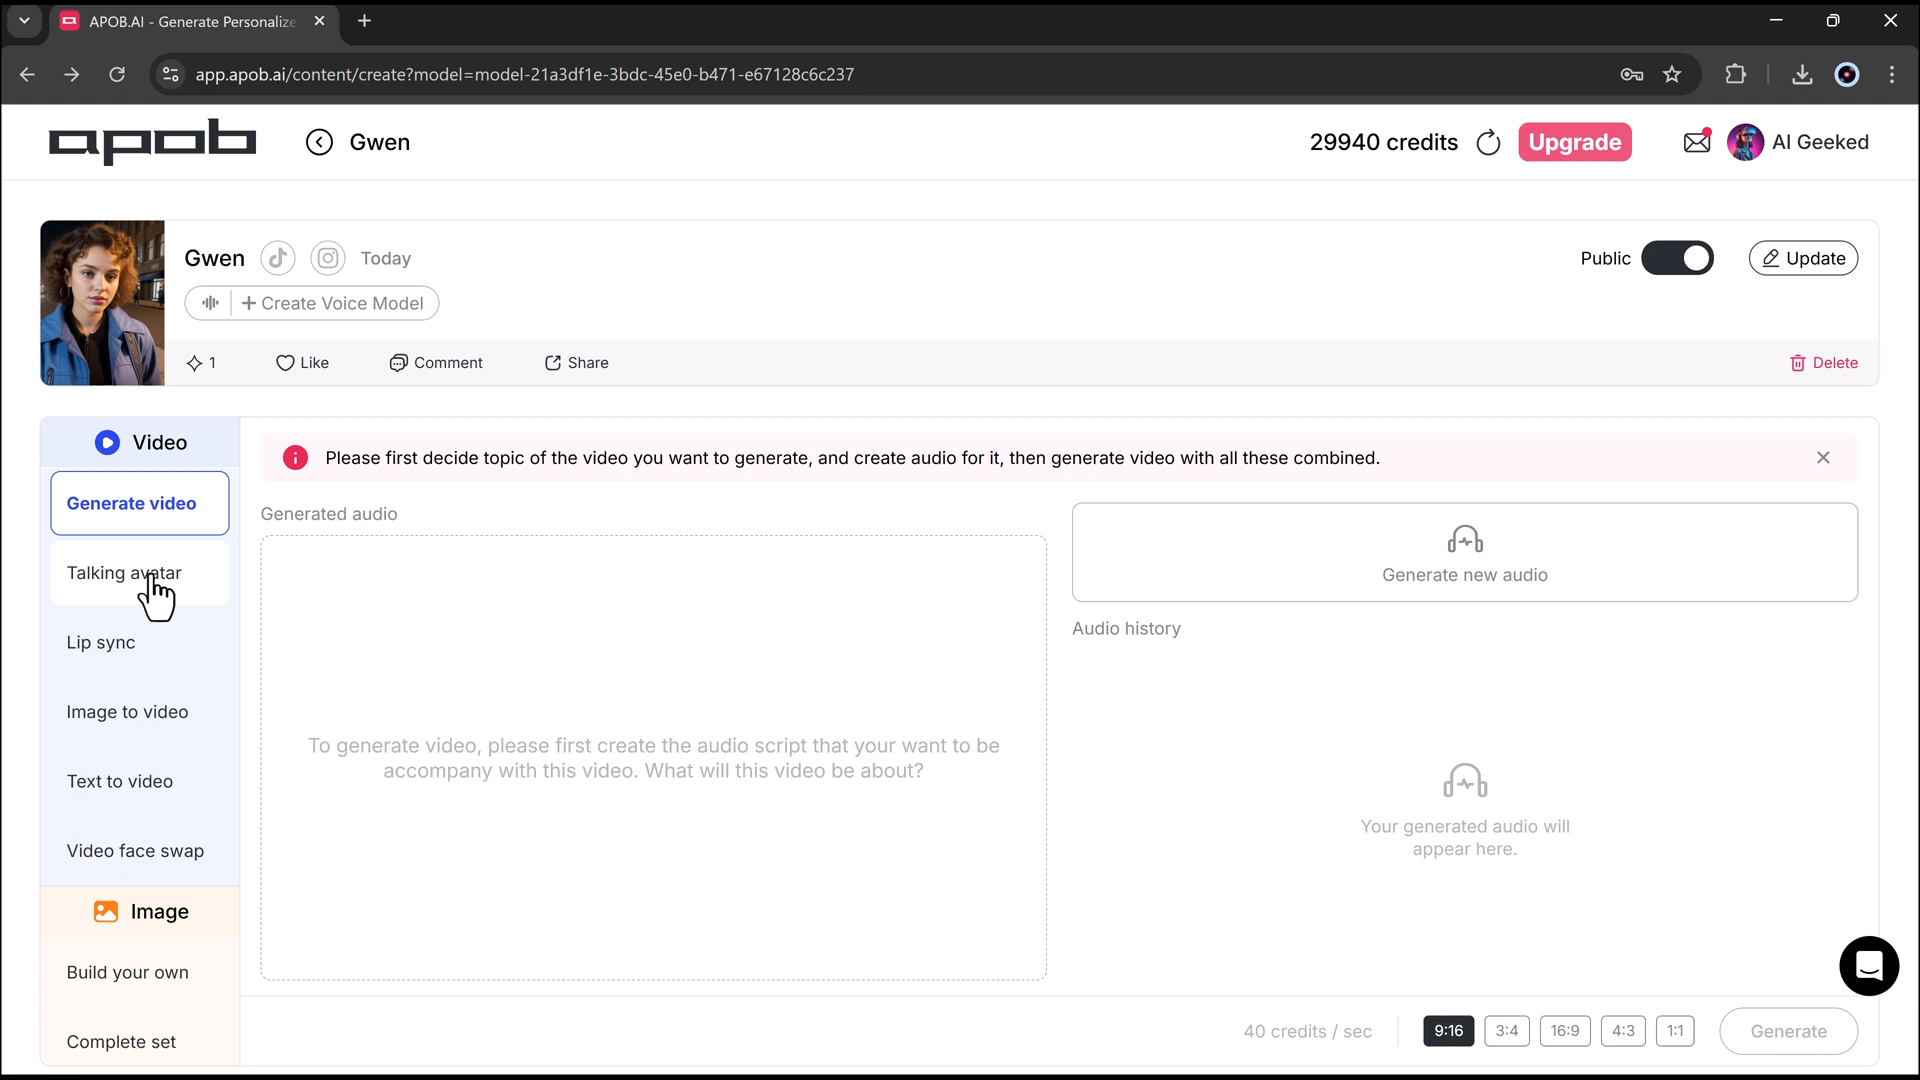 APOB.AI - Generate Personalize
app.apob.ai/content/create?model=model-21a3df1e-3bdc-45e0-b471-e67128c6c237
apob
Gwen
29940 credits
Upgrade
AI Geeked
Gwen
Today
Public
Update
+ Create Voice Model
1
Like
Comment
Share
Delete
Video
Generate video
Talking avatar
Lip sync
Image to video
Text to video
Video face swap
Image
Build your own
Complete set
Please first decide topic of the video you want to generate, and create audio for it, then generate video with all these combined.
Generated audio
To generate video, please first create the audio script that your want to be
accompany with this video. What will this video be about?
Generate new audio
Audio history
Your generated audio will
appear here.
40 credits / sec
9:16
3:4
16:9
4:3
1:1
Generate